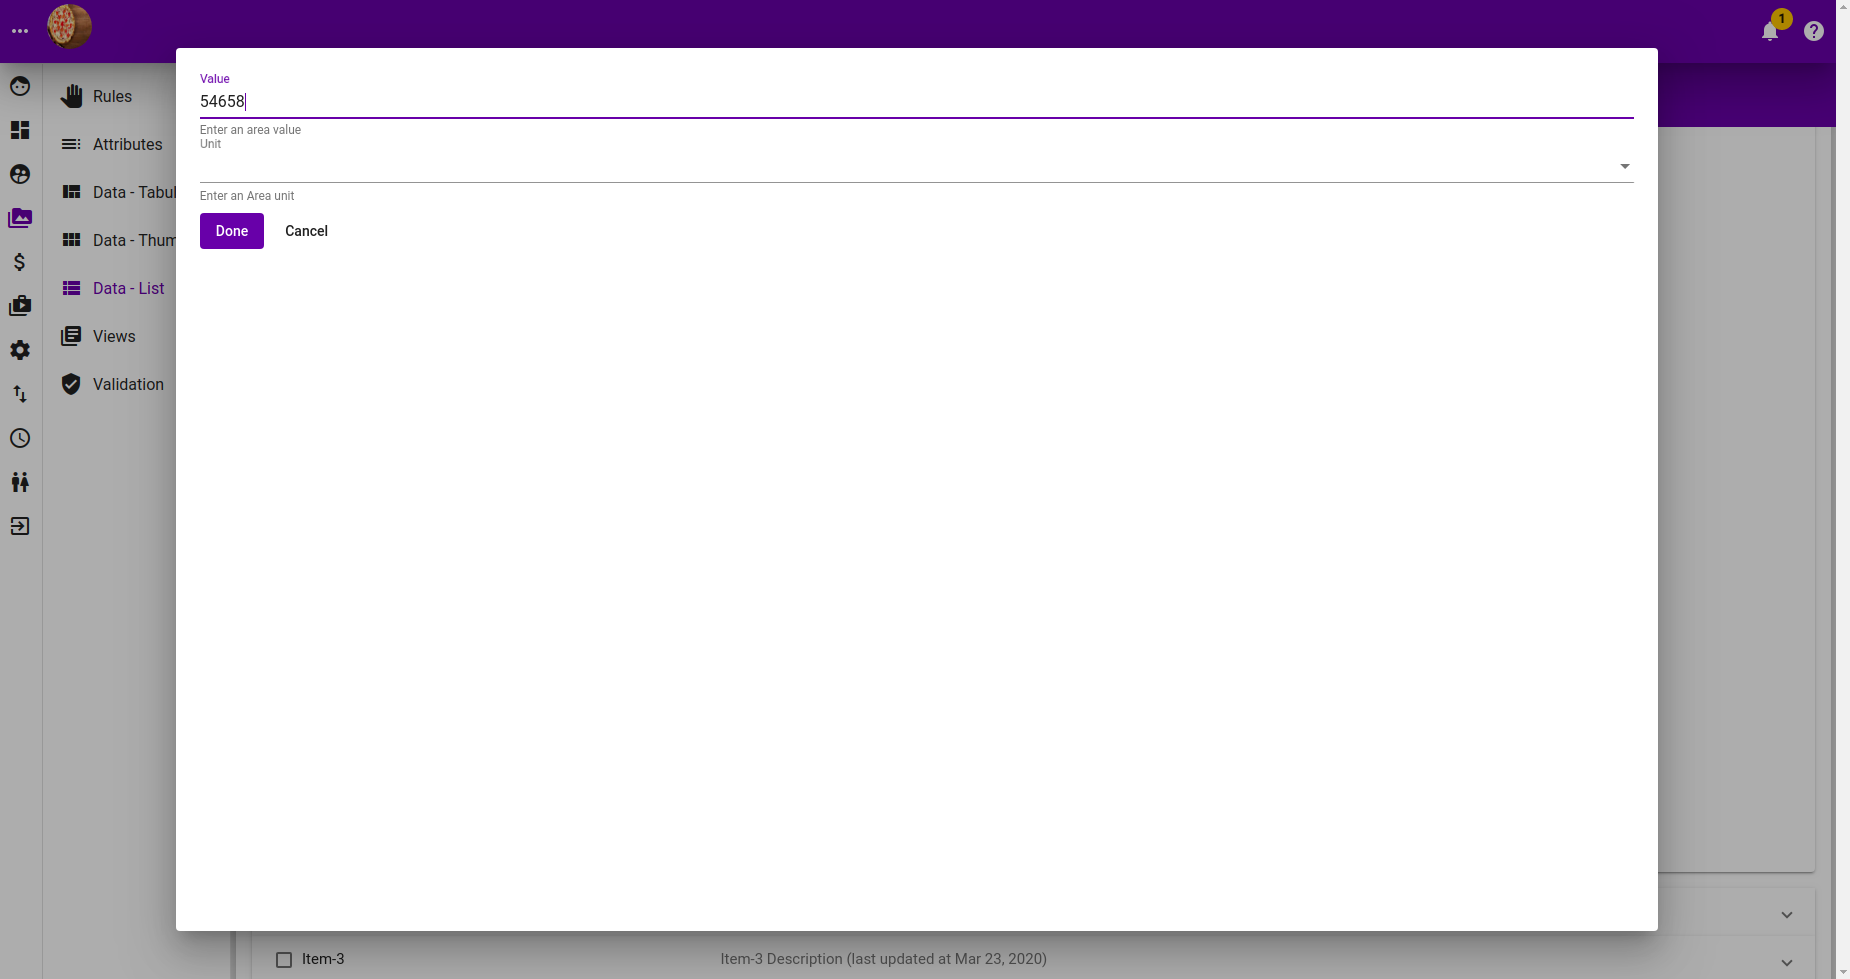 1
Rules
Attributes
Data - Tabul
Data - Thum
Data - List
Views
Validation
Value
54658
Enter an area value
Unit
Enter an Area unit
Done
Cancel
Item-3
Item-3 Description (last updated at Mar 23, 2020)